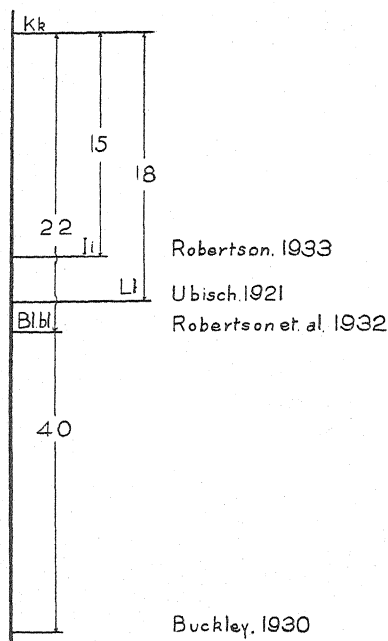 Kk
15
18
22
Ii
Robertson. 1933
Ll
Ubisch.1921
Bl.bl
Robertson et. al. 1932
40
Buckley. 1930